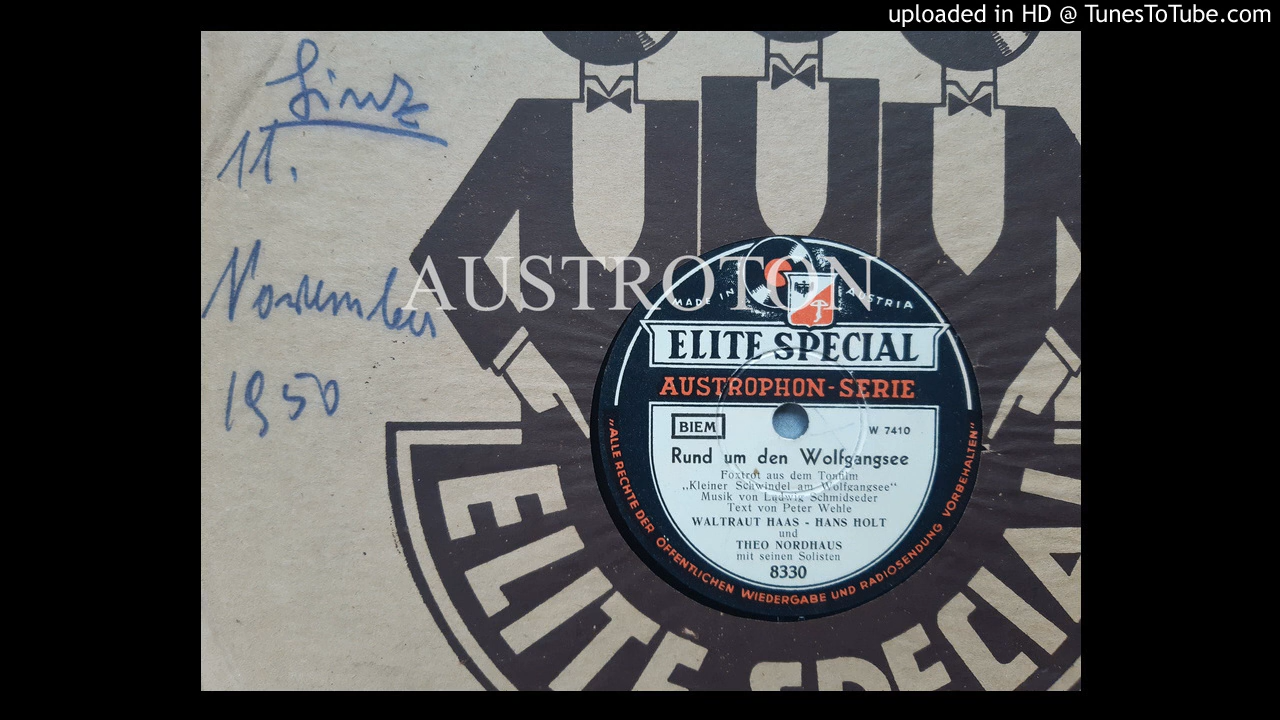 uploaded in HD @ TunesToTube.com
Linz
11.
November
1950
AUSTROTON
MADE IN AUSTRIA
ELITE SPECIAL
AUSTROPHON-SERIE
BIEM
W 7410
Rund um den Wolfgangsee
Foxtrot aus dem Tonfilm
„Kleiner Schwindel am Wolfgangsee“
Musik von Ludwig Schmidseder
Text von Peter Wehle
WALTRAUT HAAS - HANS HOLT
und
THEO NORDHAUS
mit seinen Solisten
8330
„ALLE RECHTE DER ÖFFENTLICHEN WIEDERGABE UND RADIOSENDUNG VORBEHALTEN“
ELITE SPECIAL